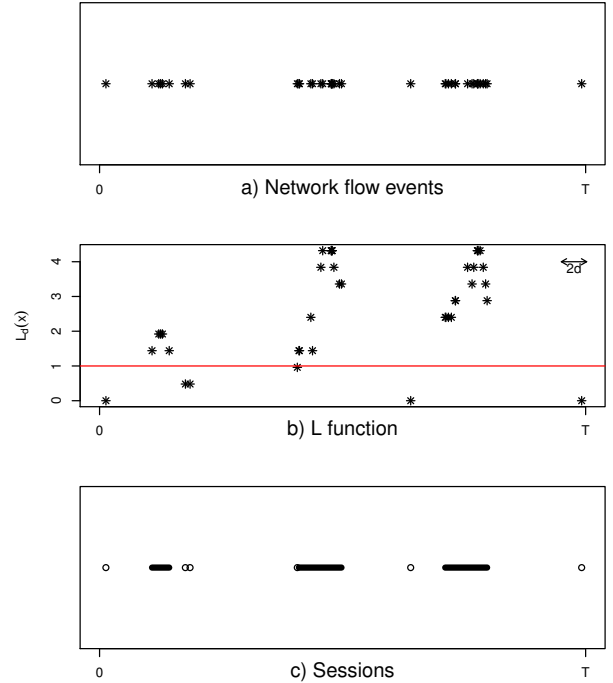 0 T
a) Network flow events
4
3
2
1
0
L_d(x)
2d
0 T
b) L function
0 T
c) Sessions